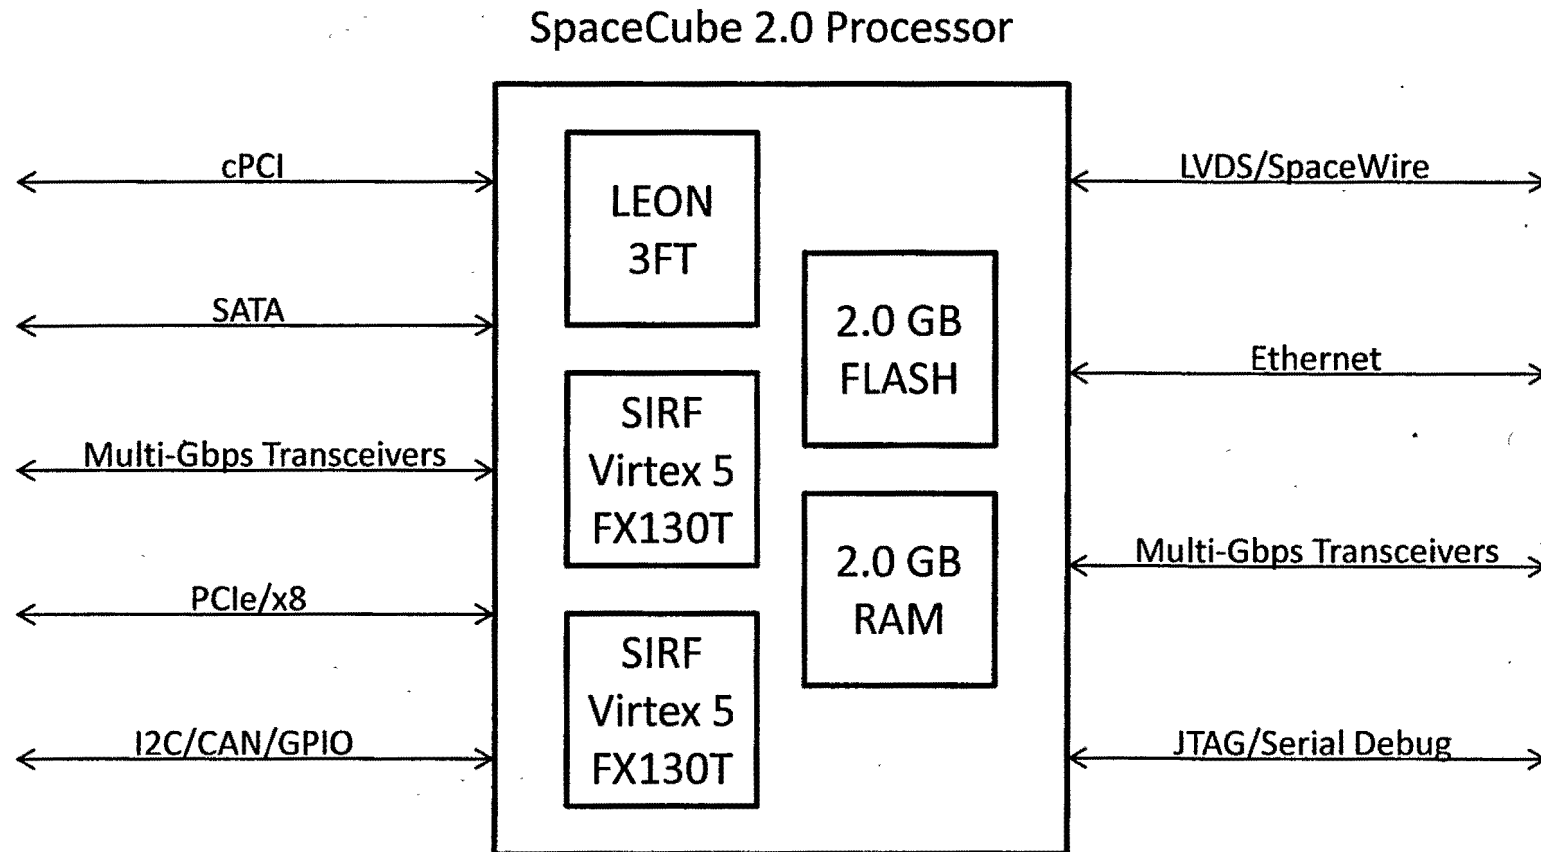 SpaceCube 2.0 Processor
cPCI
SATA
Multi-Gbps Transceivers
PCIe/x8
I2C/CAN/GPIO
LEON
3FT
SIRF
Virtex 5
FX130T
SIRF
Virtex 5
FX130T
2.0 GB
FLASH
2.0 GB
RAM
LVDS/SpaceWire
Ethernet
Multi-Gbps Transceivers
JTAG/Serial Debug